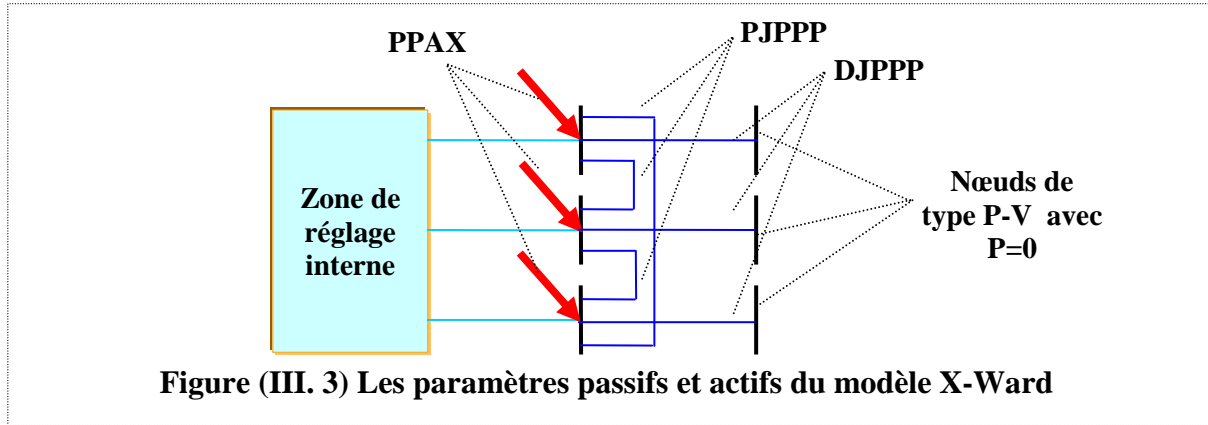 PPAX
PJPPP
DJPPP
Zone de
réglage
interne
Nœuds de
type P-V avec
P=0
Figure (III. 3) Les paramètres passifs et actifs du modèle X-Ward